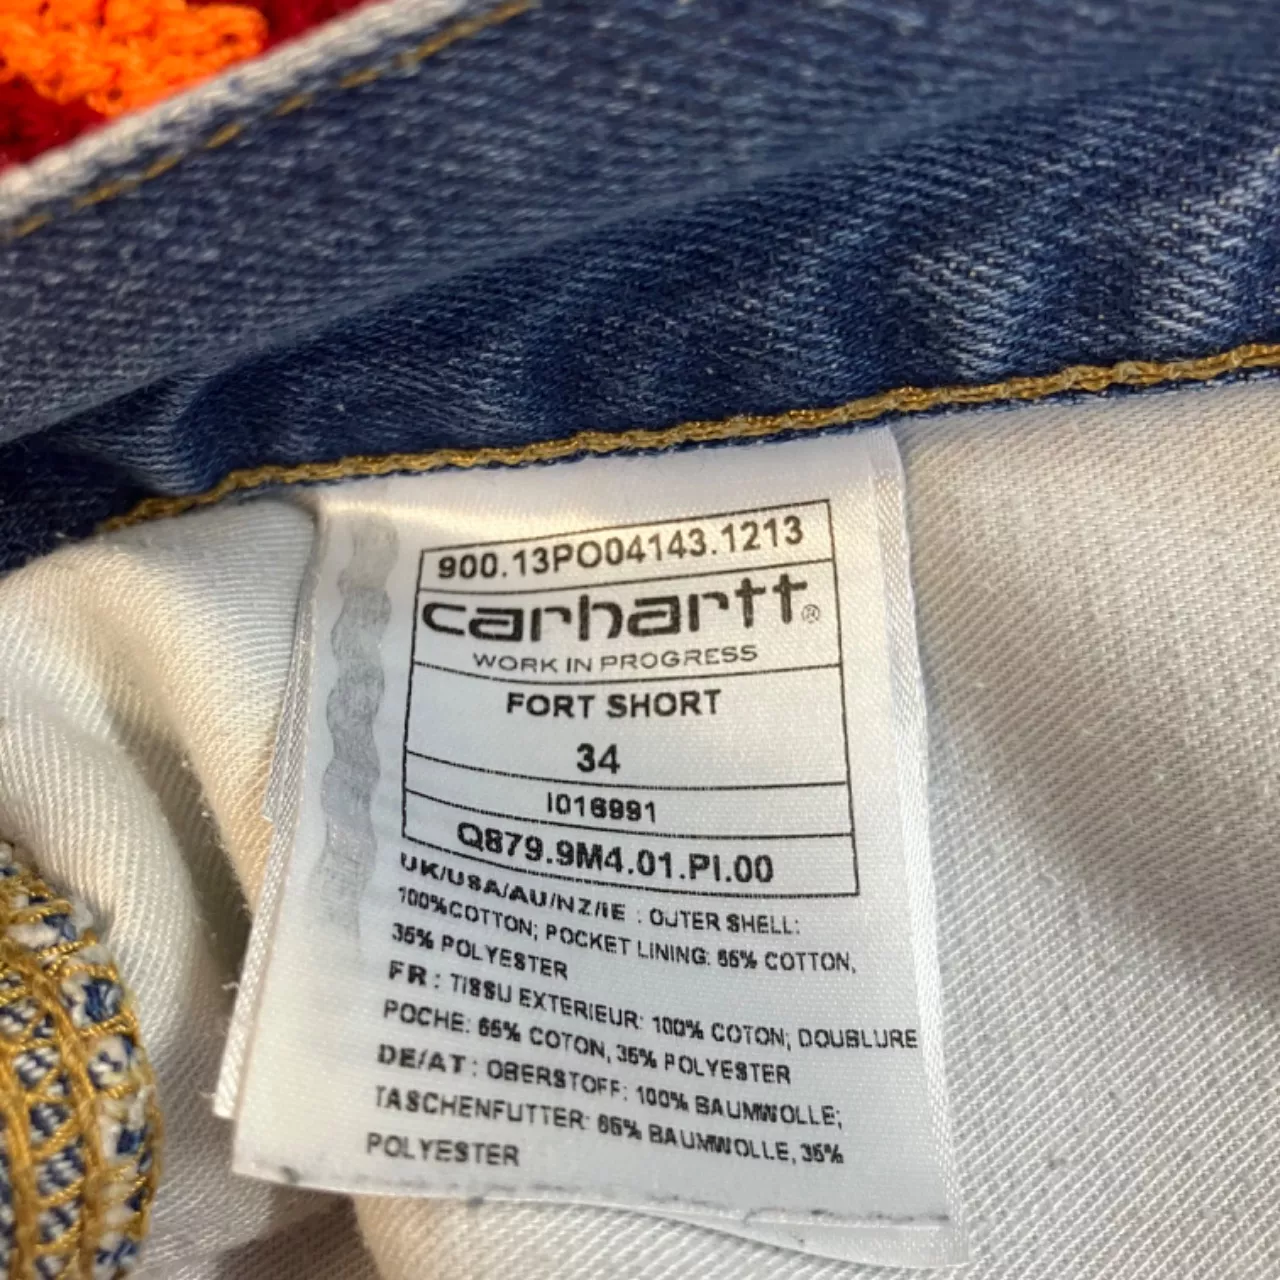 900.13PO04143.1213
carhartt®
WORK IN PROGRESS
FORT SHORT
34
I016991
Q879.9M4.01.PI.00
UK/USA/AU/NZ/IE : OUTER SHELL:
100%COTTON; POCKET LINING: 65% COTTON,
35% POLYESTER
FR : TISSU EXTERIEUR: 100% COTON; DOUBLURE
POCHE: 65% COTON, 35% POLYESTER
DE/AT : OBERSTOFF: 100% BAUMWOLLE;
TASCHENFUTTER: 65% BAUMWOLLE, 35%
POLYESTER